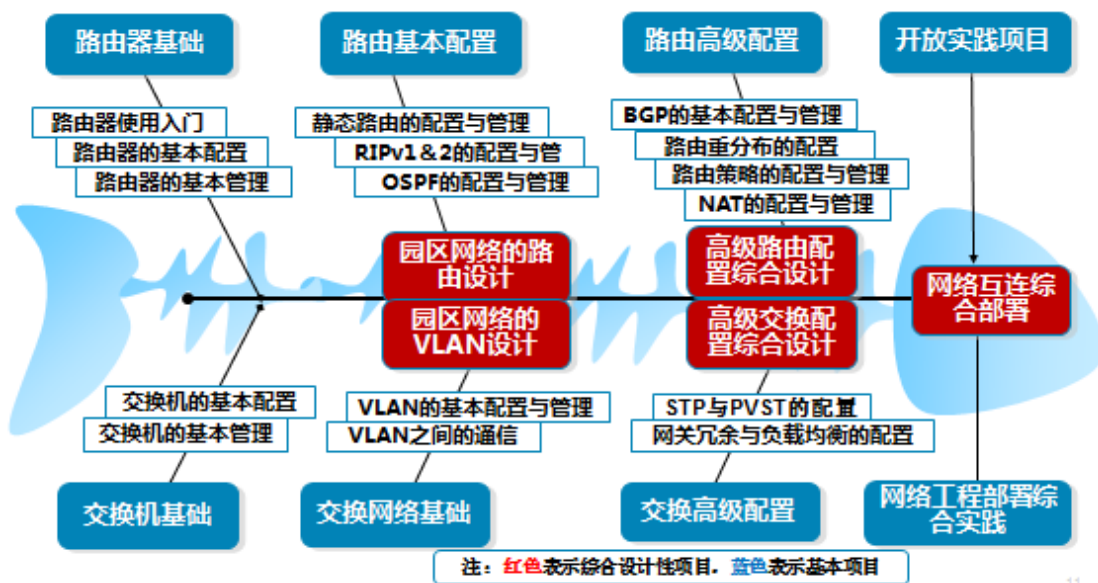 路由器基础
路由基本配置
路由高级配置
开放实践项目
路由器使用入门
路由器的基本配置
路由器的基本管理
静态路由的配置与管理
RIPv1&2的配置与管
OSPF的配置与管理
BGP的基本配置与管理
路由重分布的配置
路由策略的配置与管理
NAT的配置与管理
园区网络的路
由设计
高级路由配
置综合设计
网络互连综
合部署
园区网络的
VLAN设计
高级交换配
置综合设计
交换机的基本配置
交换机的基本管理
VLAN的基本配置与管理
VLAN之间的通信
STP与PVST的配置
网关冗余与负载均衡的配置
交换机基础
交换网络基础
交换高级配置
网络工程部署综
合实践
注：红色表示综合设计性项目，蓝色表示基本项目